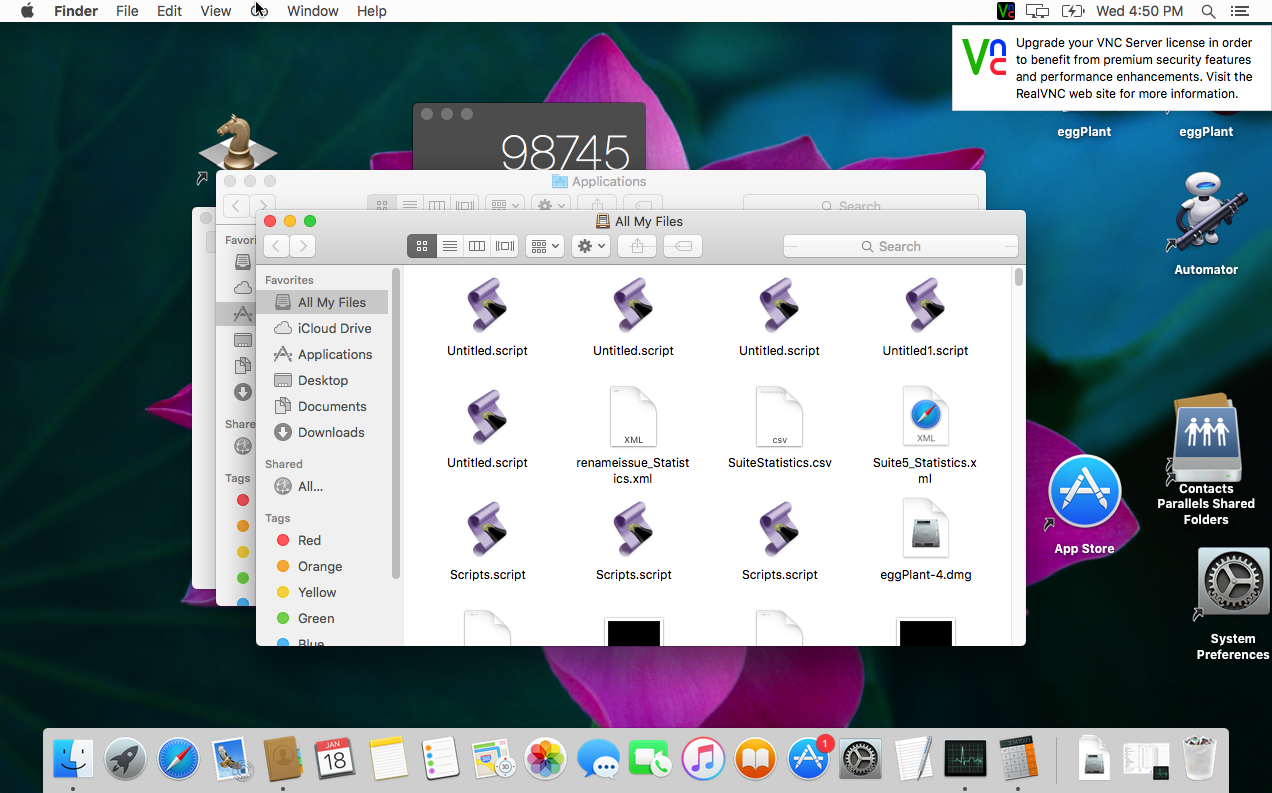 Finder File Edit View Window Help
Wed 4:50 PM
Upgrade your VNC Server license in order
to benefit from premium security features
and performance enhancements. Visit the
RealVNC web site for more information.
eggPlant
eggPlant
98745
Applications
Search
All My Files
Search
Favorites
All My Files
iCloud Drive
Applications
Desktop
Documents
Downloads
Shared
All...
Tags
Red
Orange
Yellow
Green
Blue
Favori
Share
Tags
Untitled.script
Untitled.script
Untitled.script
Untitled1.script
XML
csv
XML
Untitled.script
renameissue_Statist
ics.xml
SuiteStatistics.csv
Suite5_Statistics.x
ml
Scripts.script
Scripts.script
Scripts.script
eggPlant-4.dmg
Automator
Contacts
Parallels Shared
Folders
App Store
System
Preferences
JAN
18
3D
1